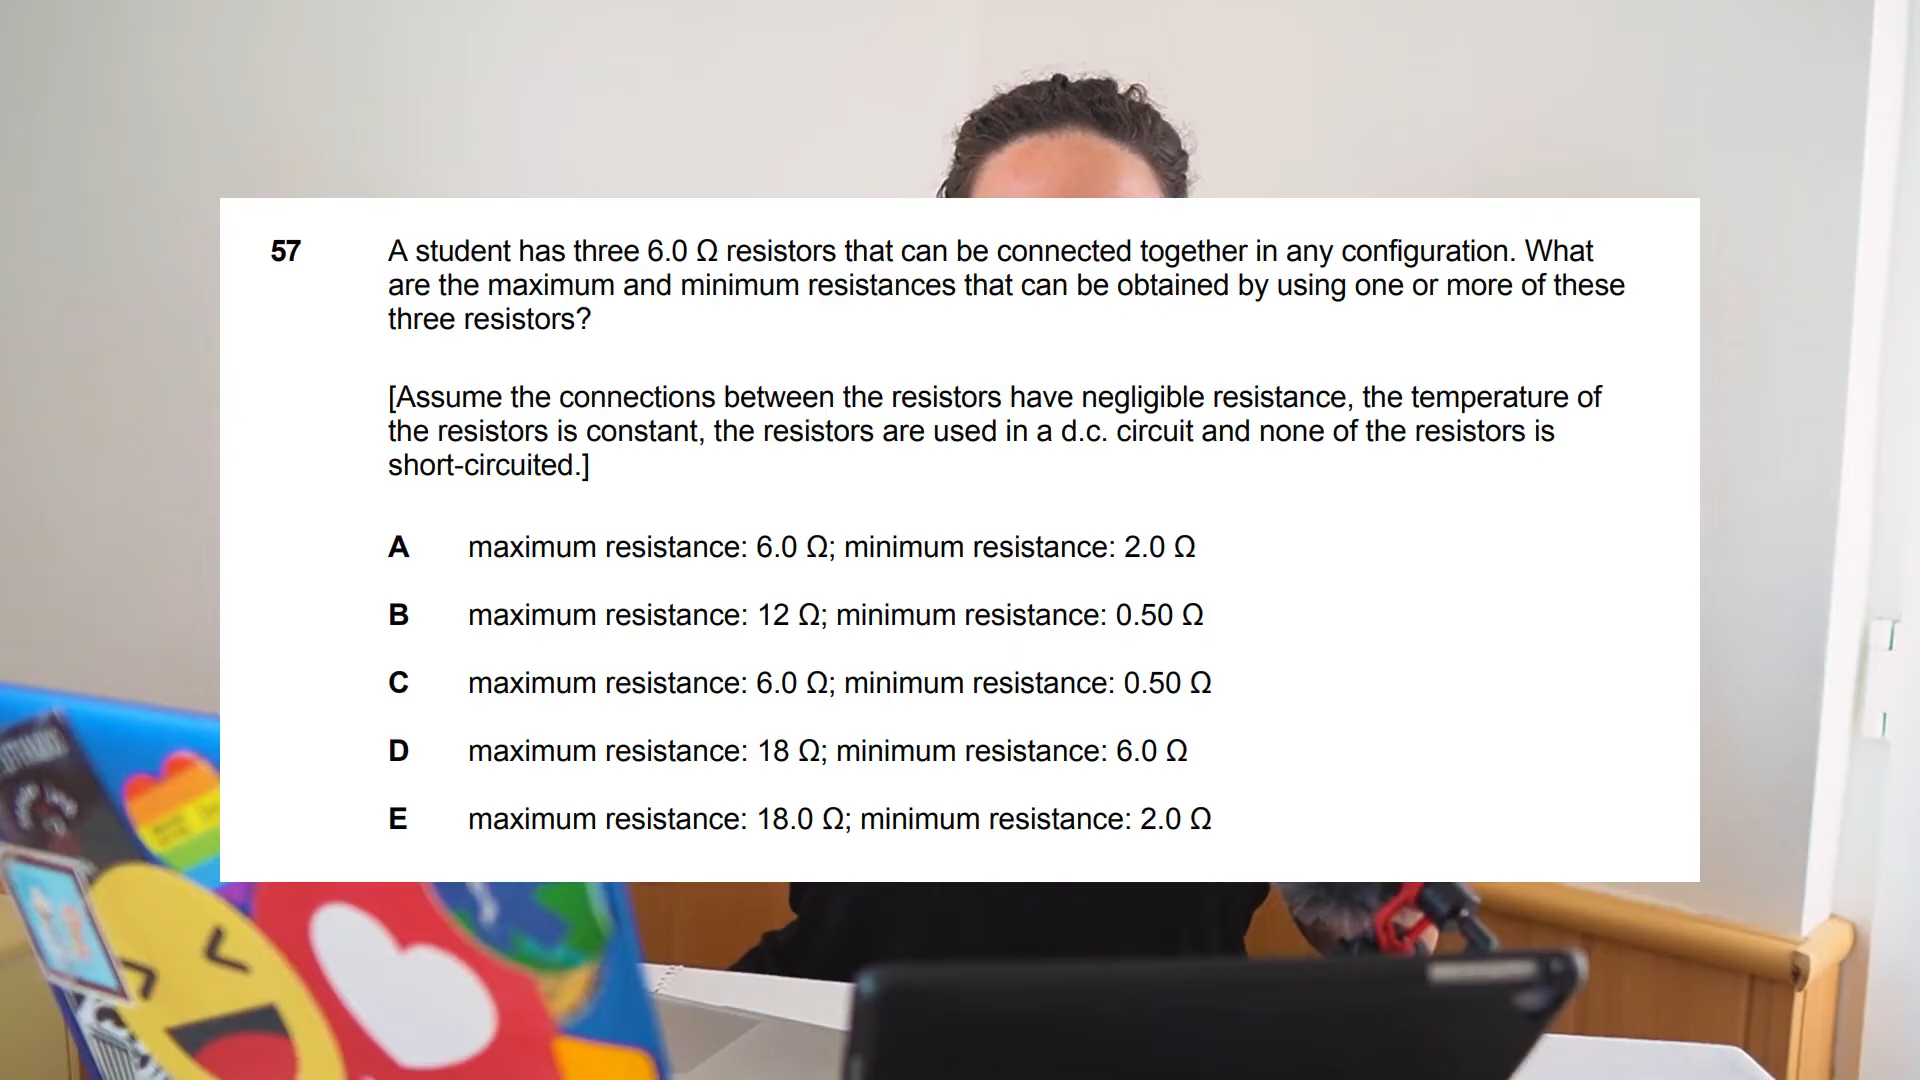 57 A student has three 6.0 Ω resistors that can be connected together in any configuration. What
are the maximum and minimum resistances that can be obtained by using one or more of these
three resistors?
[Assume the connections between the resistors have negligible resistance, the temperature of
the resistors is constant, the resistors are used in a d.c. circuit and none of the resistors is
short-circuited.]
A maximum resistance: 6.0 Ω; minimum resistance: 2.0 Ω
B maximum resistance: 12 Ω; minimum resistance: 0.50 Ω
C maximum resistance: 6.0 Ω; minimum resistance: 0.50 Ω
D maximum resistance: 18 Ω; minimum resistance: 6.0 Ω
E maximum resistance: 18.0 Ω; minimum resistance: 2.0 Ω